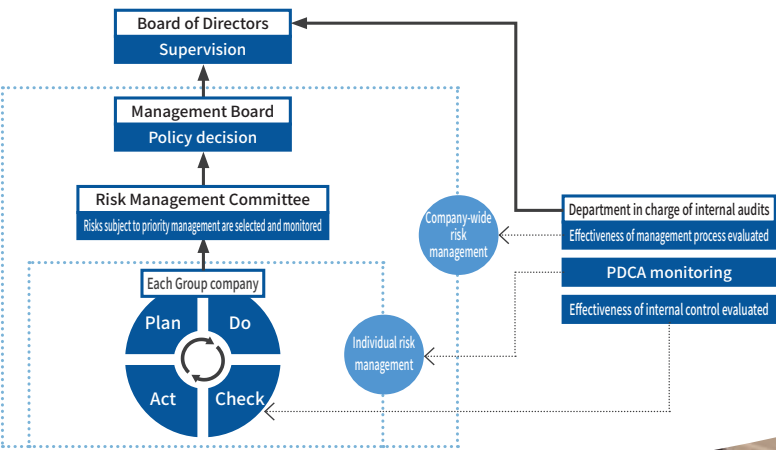 Board of Directors
Supervision
Management Board
Policy decision
Risk Management Committee
Risks subject to priority management are selected and monitored
Each Group company
Plan
Do
Act
Check
Company-wide
risk
management
Individual risk
management
Department in charge of internal audits
Effectiveness of management process evaluated
PDCA monitoring
Effectiveness of internal control evaluated